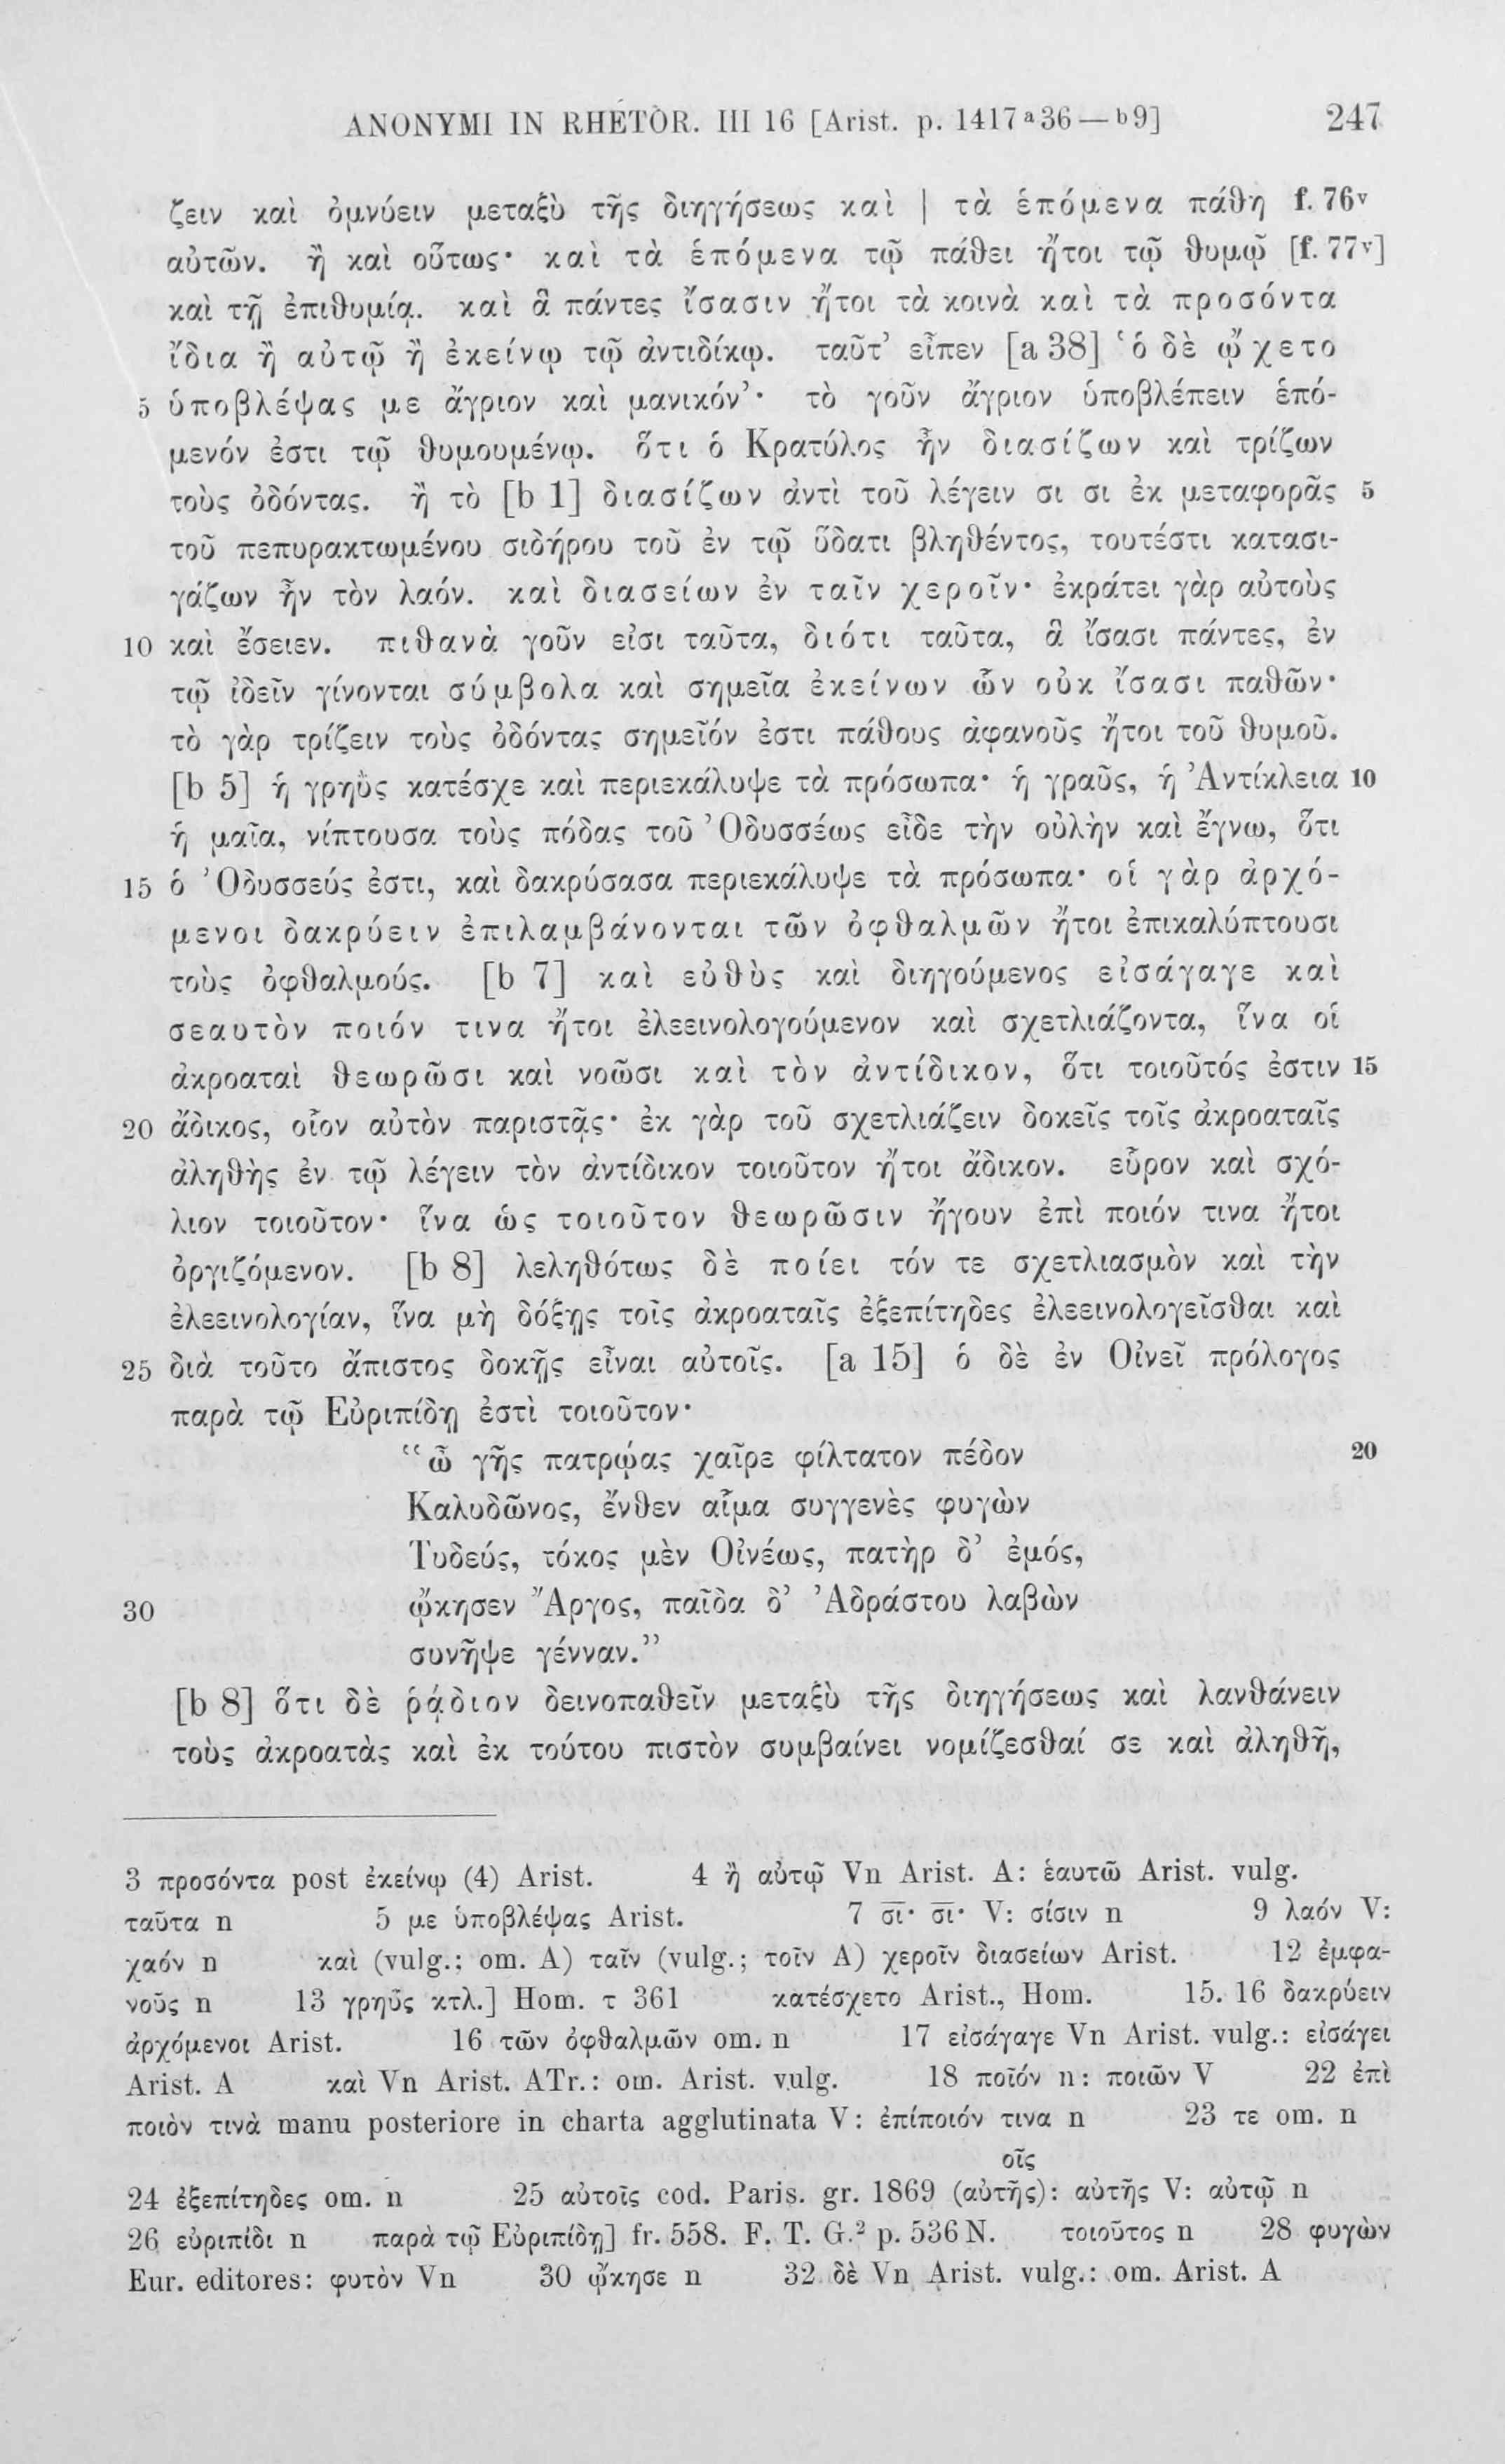 ANONYMI IN RHETOR. III 16 [Arist. p. 1417ᵃ36—ᵇ9] 247
ζειν καὶ ὀμνύειν μεταξὺ τῆς διηγήσεως καὶ | τὰ ἑπόμενα πάθη f. 76ᵛ
αὐτῶν. ἢ καὶ οὕτως· καὶ τὰ ἑπόμενα τῷ πάθει ἤτοι τῷ θυμῷ [f. 77ᵛ]
καὶ τῇ ἐπιθυμίᾳ. καὶ ἃ πάντες ἴσασιν ἤτοι τὰ κοινὰ καὶ τὰ προσόντα
ἴδια ἢ αὐτῷ ἢ ἐκείνῳ τῷ ἀντιδίκῳ. ταῦτ’ εἶπεν [a 38] ‘ὁ δὲ ᾤχετο
5 ὑποβλέψας με ἄγριον καὶ μανικόν’· τὸ γοῦν ἄγριον ὑποβλέπειν ἑπό-
μενόν ἐστι τῷ θυμουμένῳ. ὅτι ὁ Κρατύλος ἦν διασίζων καὶ τρίζων
τοὺς ὀδόντας. ἢ τὸ [b 1] διασίζων ἀντὶ τοῦ λέγειν σι σι ἐκ μεταφορᾶς 5
τοῦ πεπυρακτωμένου σιδήρου τοῦ ἐν τῷ ὕδατι βληθέντος, τουτέστι κατασι-
γάζων ἦν τὸν λαόν. καὶ διασείων ἐν ταῖν χεροῖν· ἐκράτει γὰρ αὐτοὺς
10 καὶ ἔσειεν. πιθανὰ γοῦν εἰσι ταῦτα, διότι ταῦτα, ἃ ἴσασι πάντες, ἐν
τῷ ἰδεῖν γίνονται σύμβολα καὶ σημεῖα ἐκείνων ὧν οὐκ ἴσασι παθῶν·
τὸ γὰρ τρίζειν τοὺς ὀδόντας σημεῖόν ἐστι πάθους ἀφανοῦς ἤτοι τοῦ θυμοῦ.
[b 5] ἡ γρηὺς κατέσχε καὶ περιεκάλυψε τὰ πρόσωπα· ἡ γραῦς, ἡ Ἀντίκλεια 10
ἡ μαῖα, νίπτουσα τοὺς πόδας τοῦ Ὀδυσσέως εἶδε τὴν οὐλὴν καὶ ἔγνω, ὅτι
15 ὁ Ὀδυσσεύς ἐστι, καὶ δακρύσασα περιεκάλυψε τὰ πρόσωπα· οἱ γὰρ ἀρχό-
μενοι δακρύειν ἐπιλαμβάνονται τῶν ὀφθαλμῶν ἤτοι ἐπικαλύπτουσι
τοὺς ὀφθαλμούς. [b 7] καὶ εὐθὺς καὶ διηγούμενος εἰσάγαγε καὶ
σεαυτὸν ποιόν τινα ἤτοι ἐλεεινολογούμενον καὶ σχετλιάζοντα, ἵνα οἱ
ἀκροαταὶ θεωρῶσι καὶ νοῶσι καὶ τὸν ἀντίδικον, ὅτι τοιοῦτός ἐστιν 15
20 ἄδικος, οἷον αὐτὸν παριστᾷς· ἐκ γὰρ τοῦ σχετλιάζειν δοκεῖς τοῖς ἀκροαταῖς
ἀληθὴς ἐν τῷ λέγειν τὸν ἀντίδικον τοιοῦτον ἤτοι ἄδικον. εὗρον καὶ σχό-
λιον τοιοῦτον· ἵνα ὡς τοιοῦτον θεωρῶσιν ἤγουν ἐπὶ ποιόν τινα ἤτοι
ὀργιζόμενον. [b 8] λεληθότως δὲ ποίει τόν τε σχετλιασμὸν καὶ τὴν
ἐλεεινολογίαν, ἵνα μὴ δόξῃς τοῖς ἀκροαταῖς ἐξεπίτηδες ἐλεεινολογεῖσθαι καὶ
25 διὰ τοῦτο ἄπιστος δοκῇς εἶναι αὐτοῖς. [a 15] ὁ δὲ ἐν Οἰνεῖ πρόλογος
παρὰ τῷ Εὐριπίδῃ ἐστὶ τοιοῦτον·
“ὦ γῆς πατρῴας χαῖρε φίλτατον πέδον 20
Καλυδῶνος, ἔνθεν αἷμα συγγενὲς φυγὼν
Τυδεύς, τόκος μὲν Οἰνέως, πατὴρ δ’ ἐμός,
30 ᾤκησεν Ἄργος, παῖδα δ’ Ἀδράστου λαβὼν
συνῆψε γένναν.”
[b 8] ὅτι δὲ ῥᾴδιον δεινοπαθεῖν μεταξὺ τῆς διηγήσεως καὶ λανθάνειν
τοὺς ἀκροατὰς καὶ ἐκ τούτου πιστὸν συμβαίνει νομίζεσθαί σε καὶ ἀληθῆ,
3 προσόντα post ἐκείνῳ (4) Arist. 4 ἢ αὐτῷ Vn Arist. A: ἑαυτῶ Arist. vulg.
ταῦτα n 5 με ὑποβλέψας Arist. 7 σι· σι· V: σίσιν n 9 λαόν V:
χαόν n καὶ (vulg.; om. A) ταῖν (vulg.; τοῖν A) χεροῖν διασείων Arist. 12 ἐμφα-
νοῦς n 13 γρηῢς κτλ.] Hom. τ 361 κατέσχετο Arist., Hom. 15. 16 δακρύειν
ἀρχόμενοι Arist. 16 τῶν ὀφθαλμῶν om. n 17 εἰσάγαγε Vn Arist. vulg.: εἰσάγει
Arist. A καὶ Vn Arist. ATr.: om. Arist. vulg. 18 ποῖόν n: ποιῶν V 22 ἐπὶ
ποιὸν τινὰ manu posteriore in charta agglutinata V: ἐπίποιόν τινα n 23 τε om. n
οῖς
24 ἐξεπίτηδες om. n 25 αὐτοῖς cod. Paris. gr. 1869 (αὐτῆς): αὐτῆς V: αὐτῷ n
26 εὐριπίδι n παρὰ τῷ Εὐριπίδῃ] fr. 558. F. T. G.² p. 536 N. τοιοῦτος n 28 φυγὼν
Eur. editores: φυτὸν Vn 30 ᾤκησε n 32 δὲ Vn Arist. vulg.: om. Arist. A